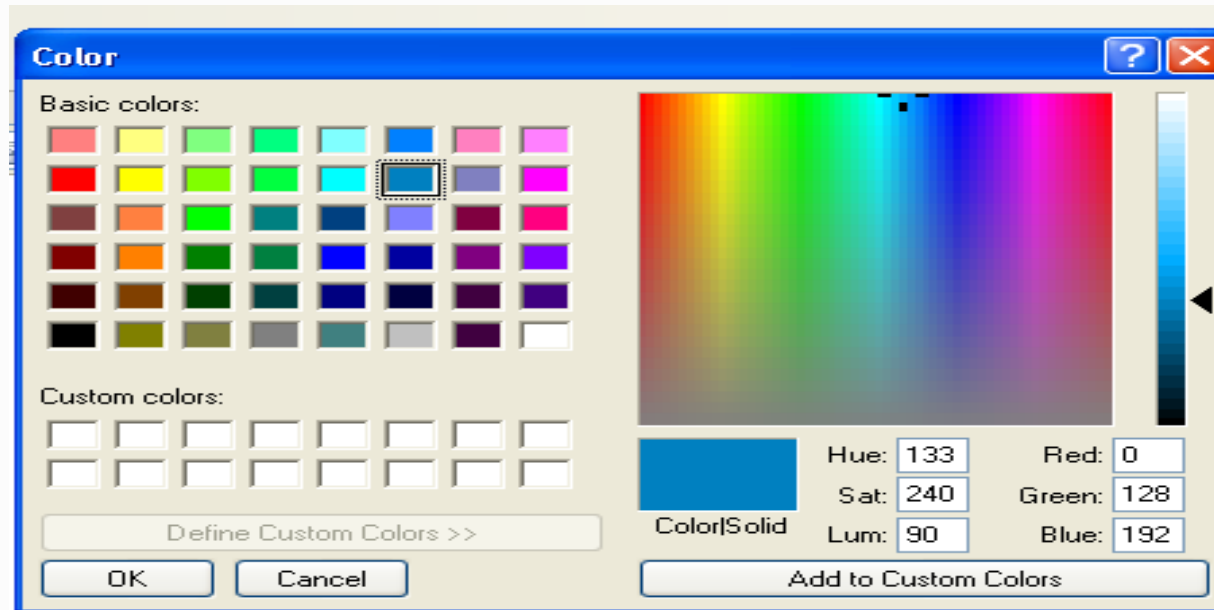 Color
Basic colors:
Custom colors:
Define Custom Colors >>
OK Cancel
Color|Solid
Hue: 133 Red: 0
Sat: 240 Green: 128
Lum: 90 Blue: 192
Add to Custom Colors